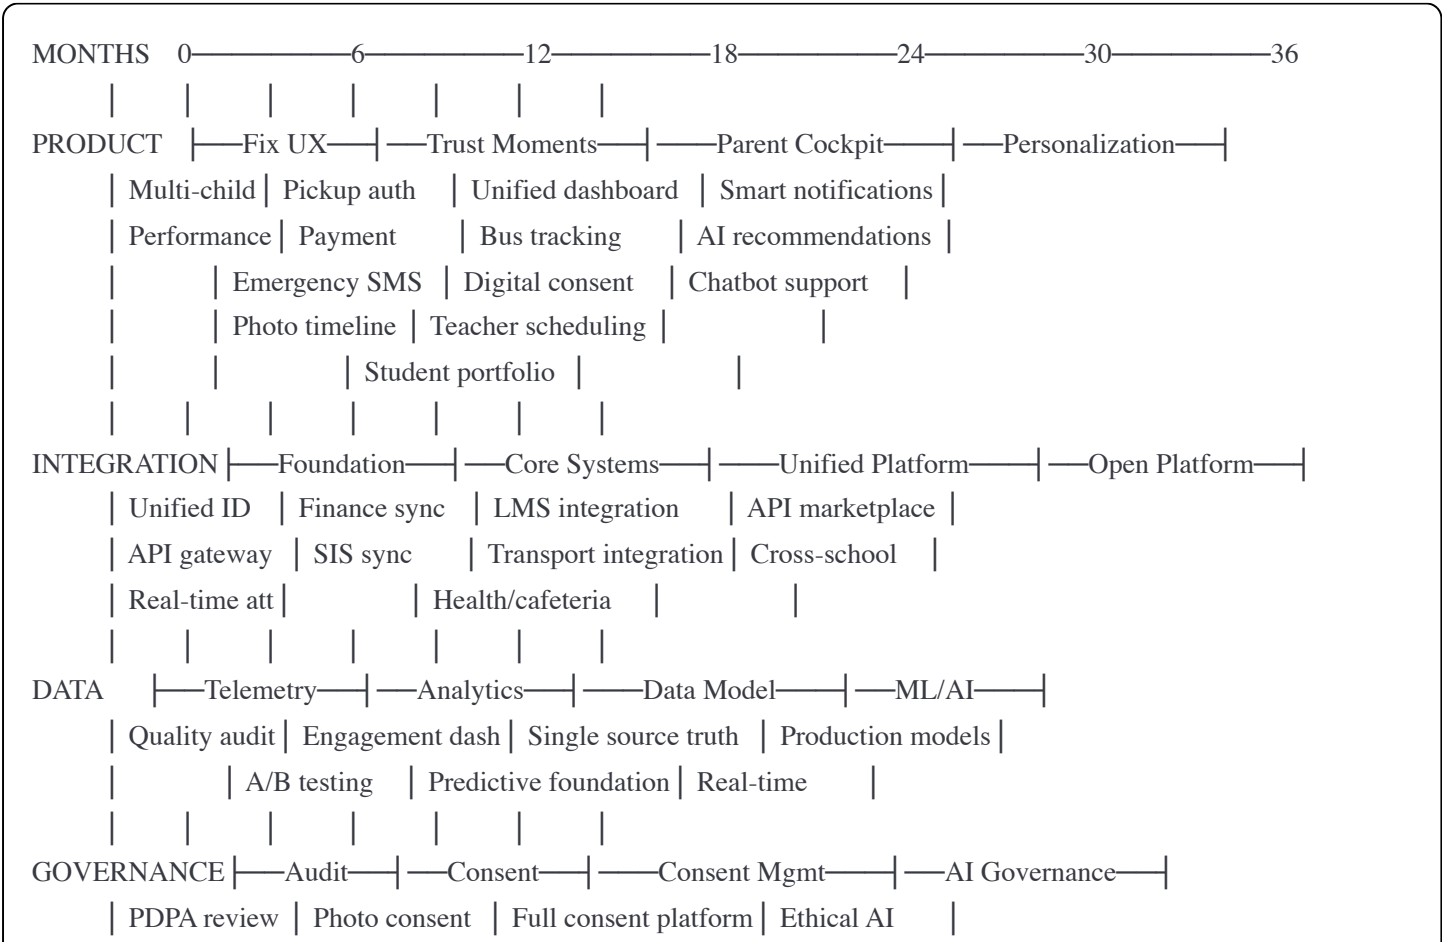 MONTHS 0──────6──────12──────18──────24──────30──────36
| | | | | | |
PRODUCT ├──Fix UX───┤──Trust Moments───┤───Parent Cockpit────┤──Personalization───┤
| Multi-child | Pickup auth | Unified dashboard | Smart notifications |
| Performance | Payment | Bus tracking | AI recommendations |
| | Emergency SMS | Digital consent | Chatbot support |
| | Photo timeline | Teacher scheduling | |
| | | Student portfolio | |
| | | | | | |
INTEGRATION ├──Foundation───┤──Core Systems───┤───Unified Platform────┤──Open Platform───┤
| Unified ID | Finance sync | LMS integration | API marketplace |
| API gateway | SIS sync | Transport integration | Cross-school |
| Real-time att | | Health/cafeteria | |
| | | | | | |
DATA ├───Telemetry───┤──Analytics───┤───Data Model────┤──ML/AI────┤
| Quality audit | Engagement dash | Single source truth | Production models |
| | A/B testing | Predictive foundation | Real-time |
| | | | | | |
GOVERNANCE ├───Audit───┤──Consent───┤───Consent Mgmt────┤──AI Governance───┤
| PDPA review | Photo consent | Full consent platform | Ethical AI |